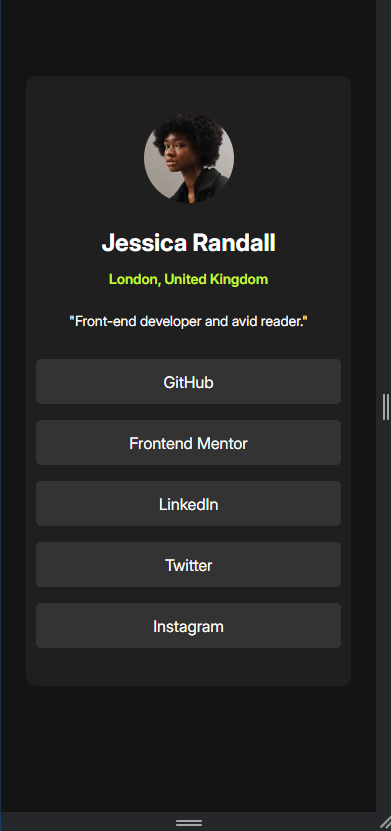 Jessica Randall
London, United Kingdom
"Front-end developer and avid reader."
GitHub
Frontend Mentor
LinkedIn
Twitter
Instagram